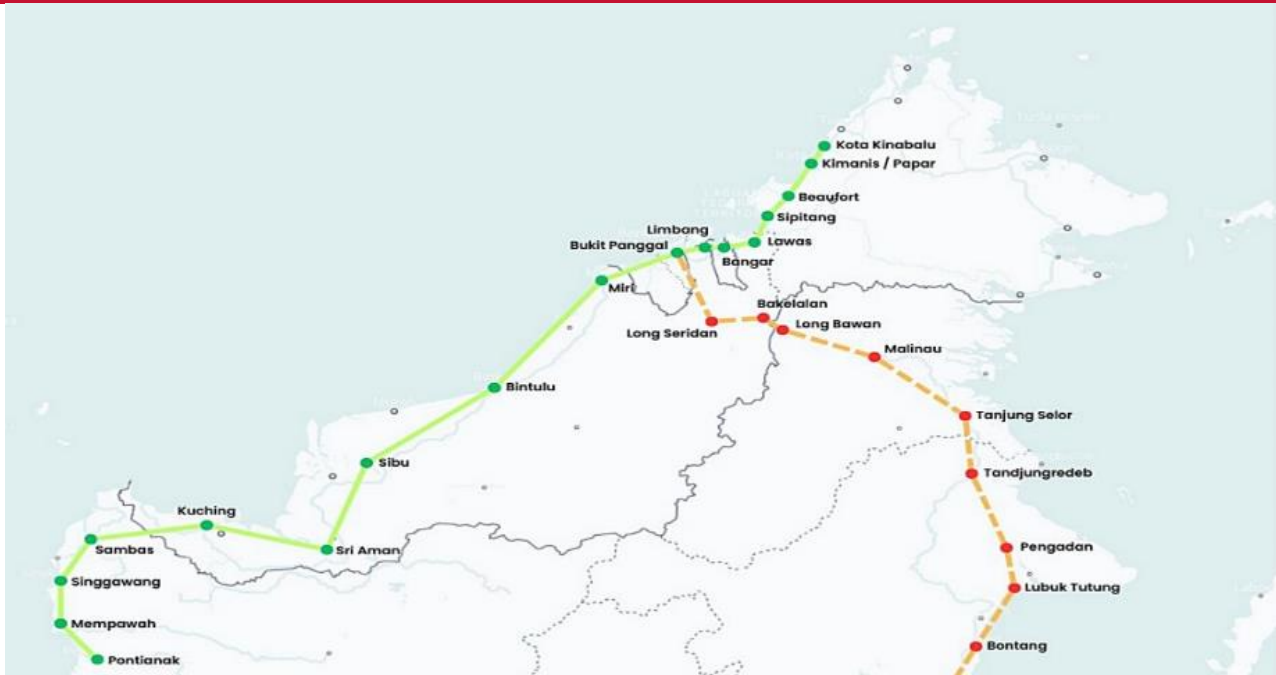 Kota Kinabalu
Kimanis / Papar
Beaufort
Sipitang
Limbang
Bukit Panggal
Lawas
Bangar
Miri
Bakelalan
Long Seridan
Long Bawan
Malinau
Bintulu
Tanjung Selor
Sibu
Tandjungredeb
Kuching
Sambas
Sri Aman
Pengadan
Singgawang
Lubuk Tutung
Mempawah
Bontang
Pontianak